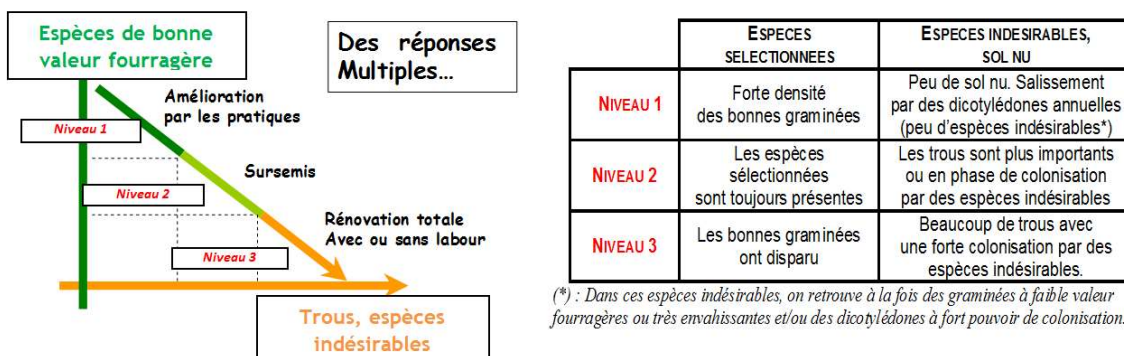 Espèces de bonne
valeur fourragère
Des réponses
Multiples…
Amélioration
par les pratiques
Niveau 1
Sursemis
Niveau 2
Rénovation totale
Avec ou sans labour
Niveau 3
Trous, espèces
indésirables
ESPECES
SELECTIONNEES
ESPECES INDESIRABLES,
SOL NU
NIVEAU 1
Forte densité
des bonnes graminées
Peu de sol nu. Salissement
par des dicotylédones annuelles
(peu d'espèces indésirables*)
NIVEAU 2
Les espèces
sélectionnées
sont toujours présentes
Les trous sont plus importants
ou en phase de colonisation
par des espèces indésirables
NIVEAU 3
Les bonnes graminées
ont disparu
Beaucoup de trous avec
une forte colonisation par des
espèces indésirables.
(*) : Dans ces espèces indésirables, on retrouve à la fois des graminées à faible valeur
fourragères ou très envahissantes et/ou des dicotylédones à fort pouvoir de colonisation.